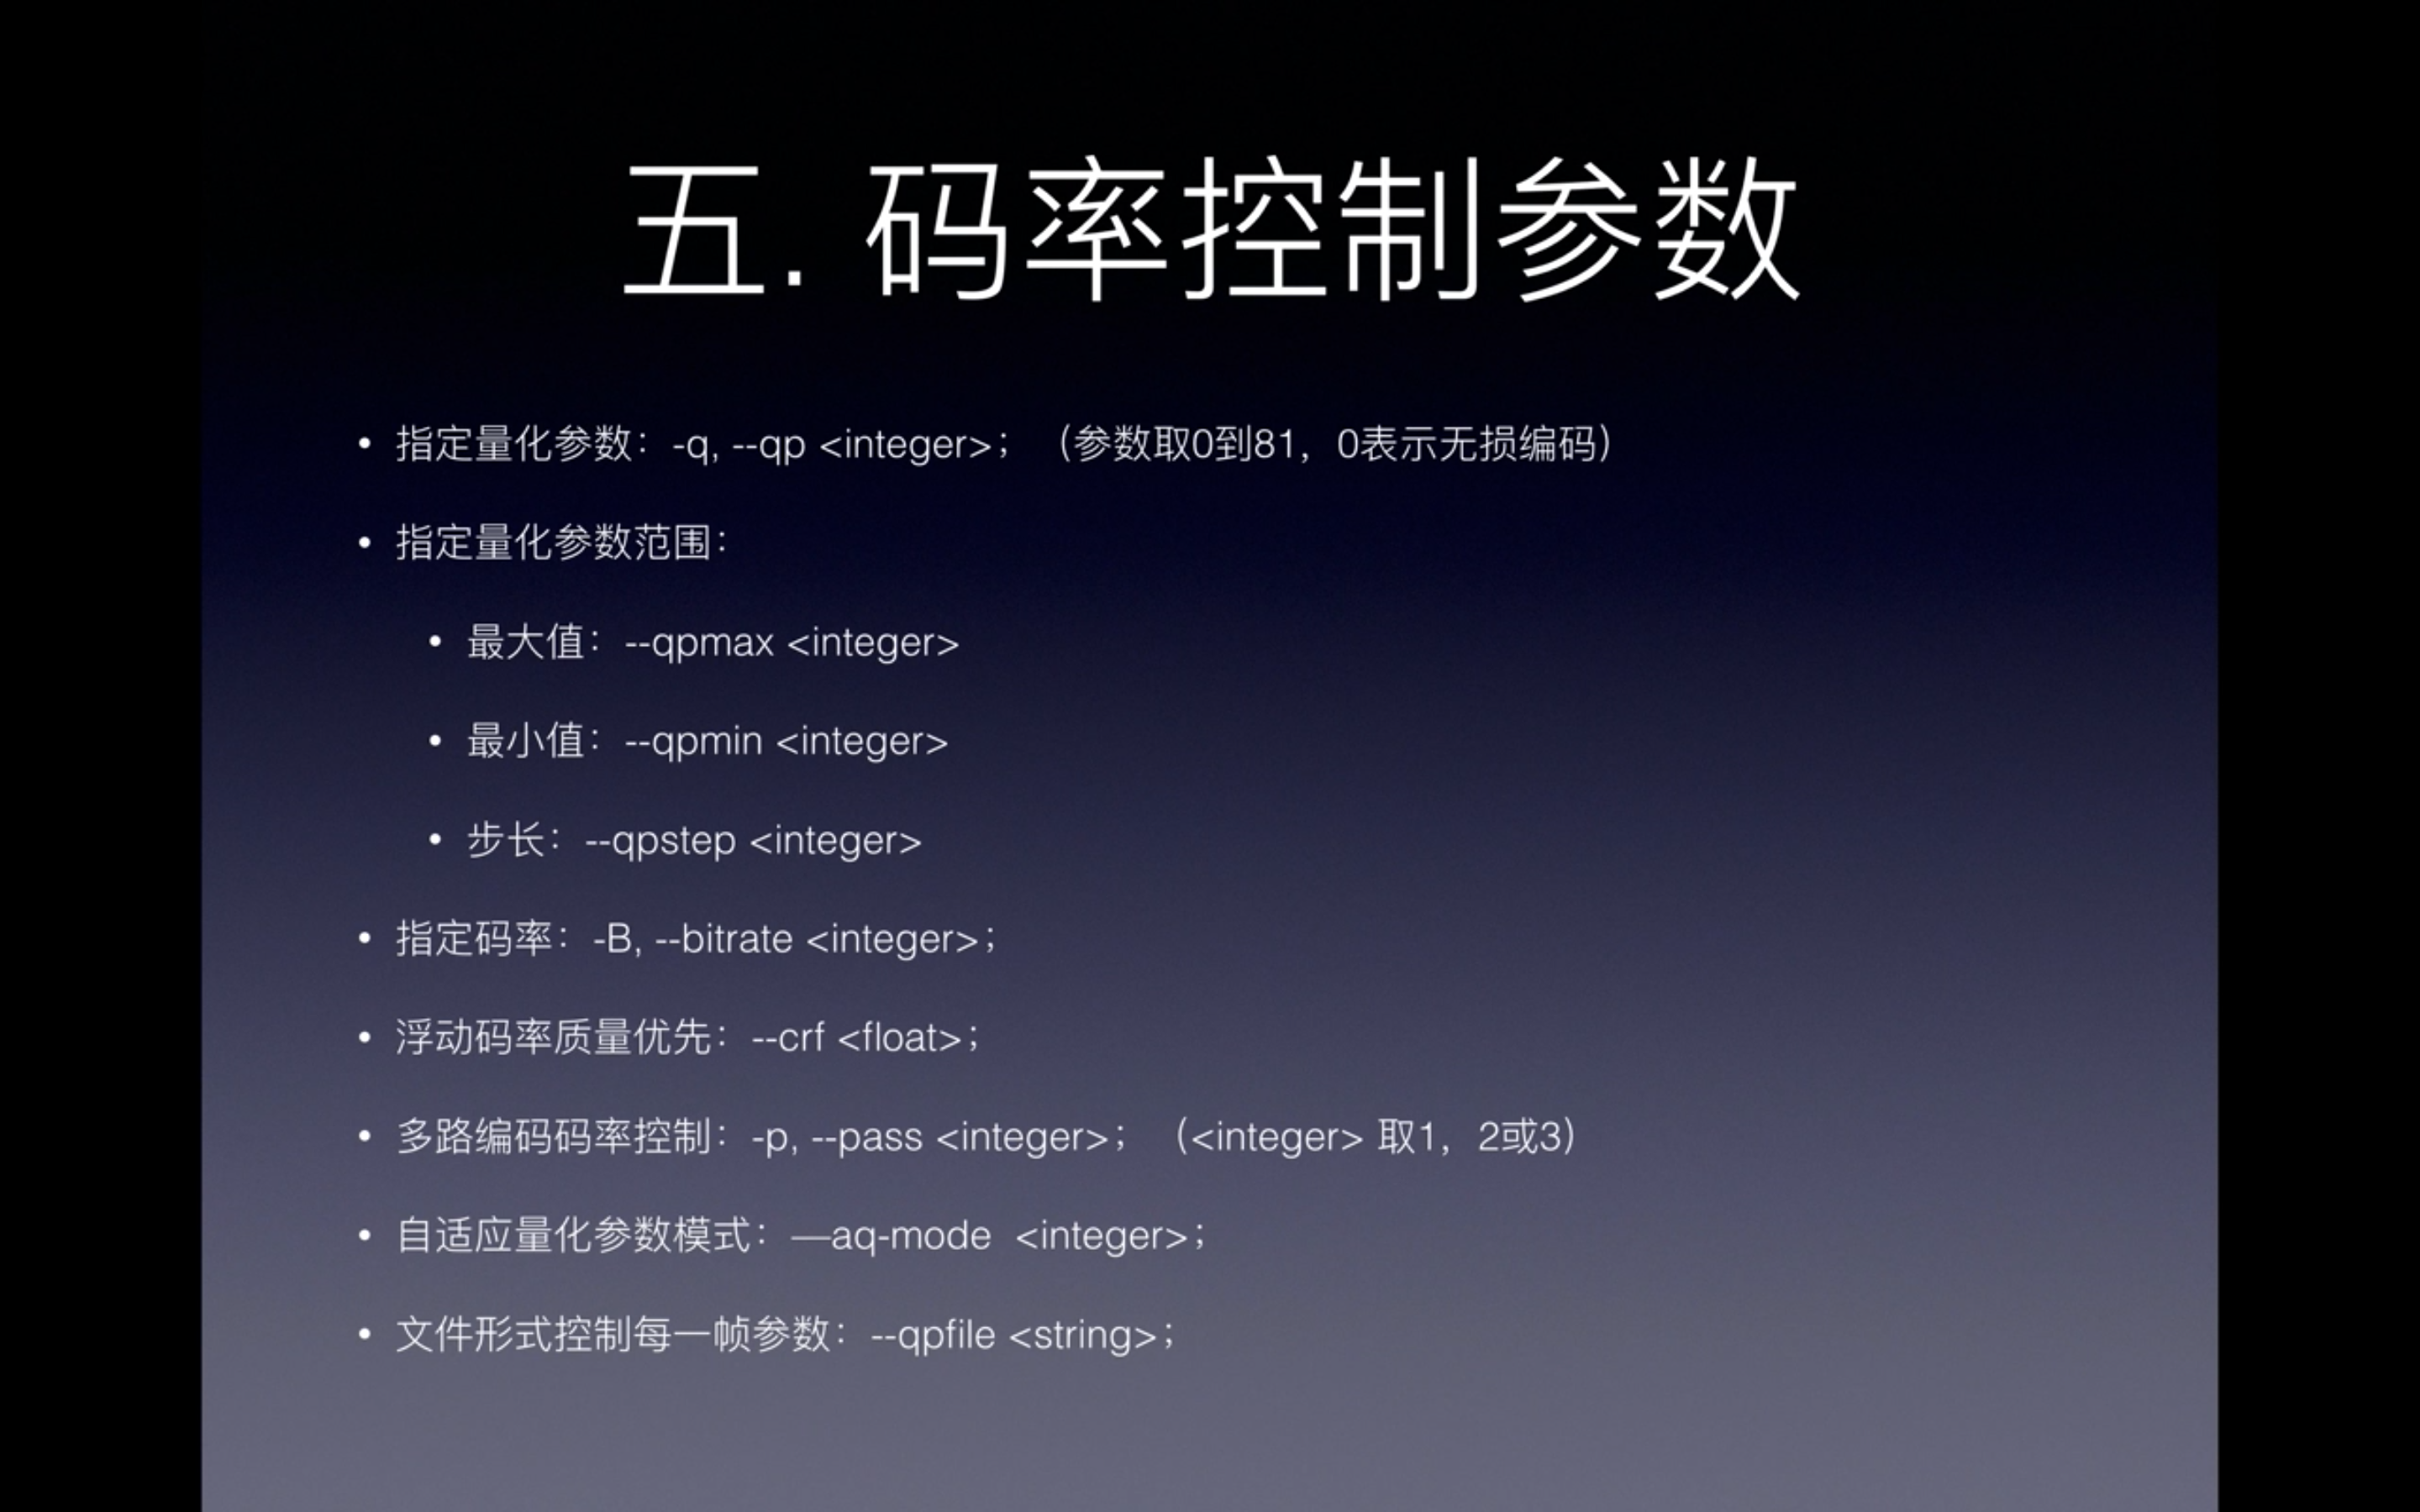 五. 码率控制参数
• 指定量化参数：-q, --qp <integer>；（参数取0到81，0表示无损编码）
• 指定量化参数范围：
• 最大值：--qpmax <integer>
• 最小值：--qpmin <integer>
• 步长：--qpstep <integer>
• 指定码率：-B, --bitrate <integer>；
• 浮动码率质量优先：--crf <float>；
• 多路编码码率控制：-p, --pass <integer>；（<integer> 取1，2或3）
• 自适应量化参数模式：—aq-mode  <integer>；
• 文件形式控制每一帧参数：--qpfile <string>；